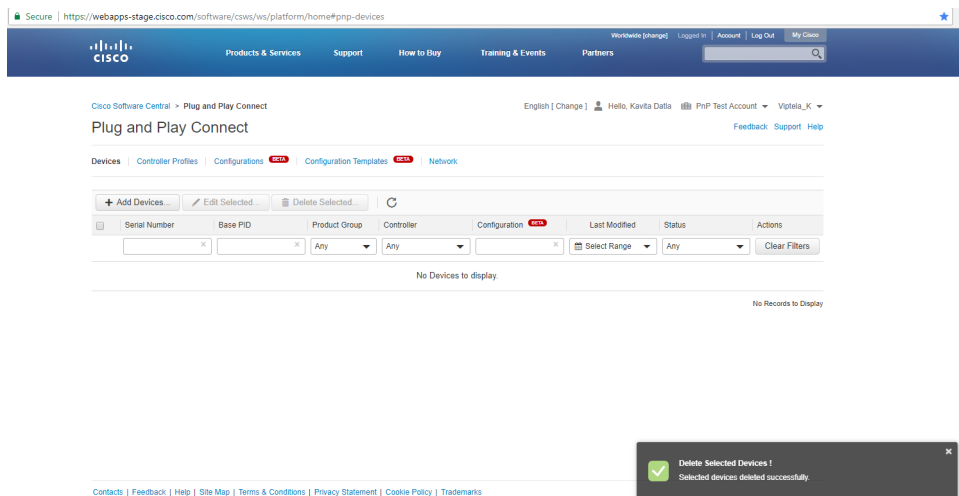 Secure | https://webapps-stage.cisco.com/software/csws/ws/platform/home#pnp-devices
Worldwide [change] Logged In | Account | Log Out My Cisco
CISCO
Products & Services Support How to Buy Training & Events Partners
Cisco Software Central > Plug and Play Connect
English [ Change ] Hello, Kavita Datla PnP Test Account Viptela_K
Plug and Play Connect
Feedback Support Help
Devices | Controller Profiles | Configurations BETA | Configuration Templates BETA | Network
+ Add Devices... Edit Selected... Delete Selected...
Serial Number Base PID Product Group Controller Configuration BETA Last Modified Status Actions
× × Any Any × Select Range Any Clear Filters
No Devices to display.
No Records to Display
Delete Selected Devices !
Selected devices deleted successfully.
×
Contacts | Feedback | Help | Site Map | Terms & Conditions | Privacy Statement | Cookie Policy | Trademarks